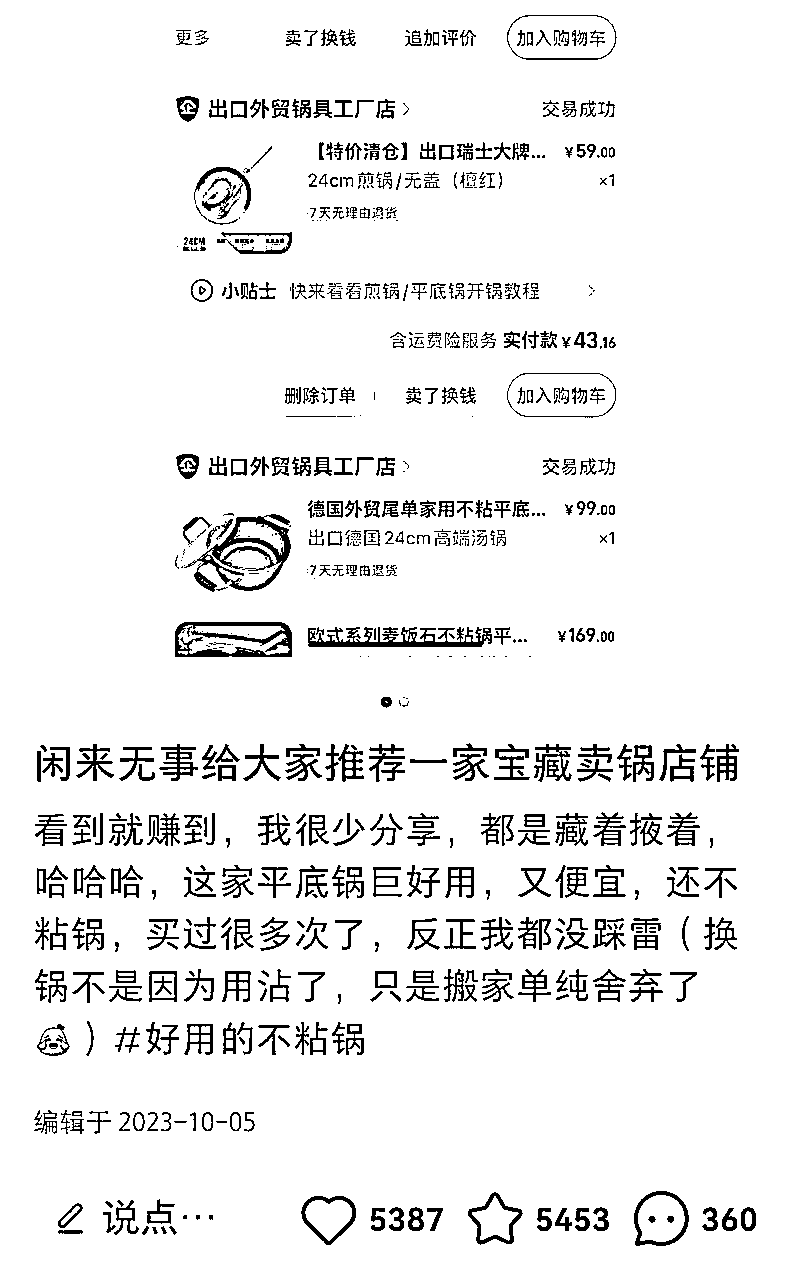 更多 卖了换钱 追加评价 加入购物车
出口外贸锅具工厂店 > 交易成功
【特价清仓】出口瑞士大牌... ¥59.00
24cm煎锅/无盖（檀红） ×1
7天无理由退货
24CM
小贴士 快来看看煎锅/平底锅开锅教程 >
含运费险服务 实付款¥43.16
删除订单 卖了换钱 加入购物车
出口外贸锅具工厂店 > 交易成功
德国外贸尾单家用不粘平底... ¥99.00
出口德国24cm高端汤锅 ×1
7天无理由退货
欧式系列麦饭石不粘锅平... ¥169.00
闲来无事给大家推荐一家宝藏卖锅店铺
看到就赚到，我很少分享，都是藏着掖着，
哈哈哈，这家平底锅巨好用，又便宜，还不
粘锅，买过很多次了，反正我都没踩雷（换
锅不是因为用沾了，只是搬家单纯舍弃了
😭）#好用的不粘锅
编辑于 2023-10-05
说点... 5387 5453 360